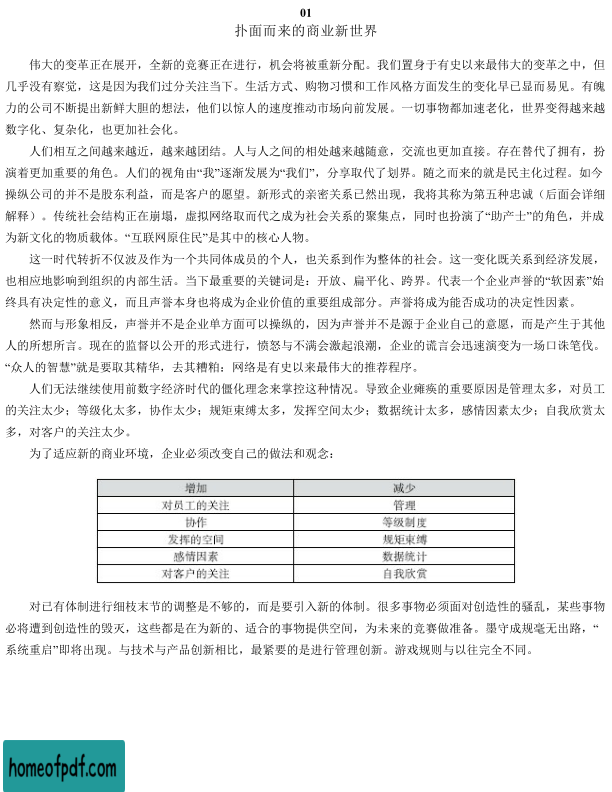 01
扑面而来的商业新世界
伟大的变革正在展开，全新的竞赛正在进行，机会将被重新分配。我们置身于有史以来最伟大的变革之中，但
几乎没有察觉，这是因为我们过分关注当下。生活方式、购物习惯和工作风格方面发生的变化早已显而易见。有魄
力的公司不断提出新鲜大胆的想法，他们以惊人的速度推动市场向前发展。一切事物都加速老化，世界变得越来越
数字化、复杂化，也更加社会化。
人们相互之间越来越近，越来越团结。人与人之间的相处越来越随意，交流也更加直接。存在替代了拥有，扮
演着更加重要的角色。人们的视角由“我”逐渐发展为“我们”，分享取代了划界。随之而来的就是民主化过程。如今
操纵公司的并不是股东利益，而是客户的愿望。新形式的亲密关系已然出现，我将其称为第五种忠诚（后面会详细
解释）。传统社会结构正在崩塌，虚拟网络取而代之成为社会关系的聚集点，同时也扮演了“助产士”的角色，并成
为新文化的物质载体。“互联网原住民”是其中的核心人物。
这一时代转折不仅波及作为一个共同体成员的个人，也关系到作为整体的社会。这一变化既关系到经济发展，
也相应地影响到组织的内部生活。当下最重要的关键词是：开放、扁平化、跨界。代表一个企业声誉的“软因素”始
终具有决定性的意义，而且声誉本身也将成为企业价值的重要组成部分。声誉将成为能否成功的决定性因素。
然而与形象相反，声誉并不是企业单方面可以操纵的，因为声誉并不是源于企业自己的意愿，而是产生于其他
人的所想所言。现在的监督以公开的形式进行，愤怒与不满会激起浪潮，企业的谎言会迅速演变为一场口诛笔伐。
“众人的智慧”就是要取其精华，去其糟粕：网络是有史以来最伟大的推荐程序。
人们无法继续使用前数字经济时代的僵化理念来掌控这种情况。导致企业瘫痪的重要原因是管理太多，对员工
的关注太少；等级化太多，协作太少；规矩束缚太多，发挥空间太少；数据统计太多，感情因素太少；自我欣赏太
多，对客户的关注太少。
为了适应新的商业环境，企业必须改变自己的做法和观念：
增加 减少
对员工的关注 管理
协作 等级制度
发挥的空间 规矩束缚
感情因素 数据统计
对客户的关注 自我欣赏
对已有体制进行细枝末节的调整是不够的，而是要引入新的体制。很多事物必须面对创造性的骚乱，某些事物
必将遭到创造性的毁灭，这些都是在为新的、适合的事物提供空间，为未来的竞赛做准备。墨守成规毫无出路，“
系统重启”即将出现。与技术与产品创新相比，最紧要的是进行管理创新。游戏规则与以往完全不同。
homeofpdf.com